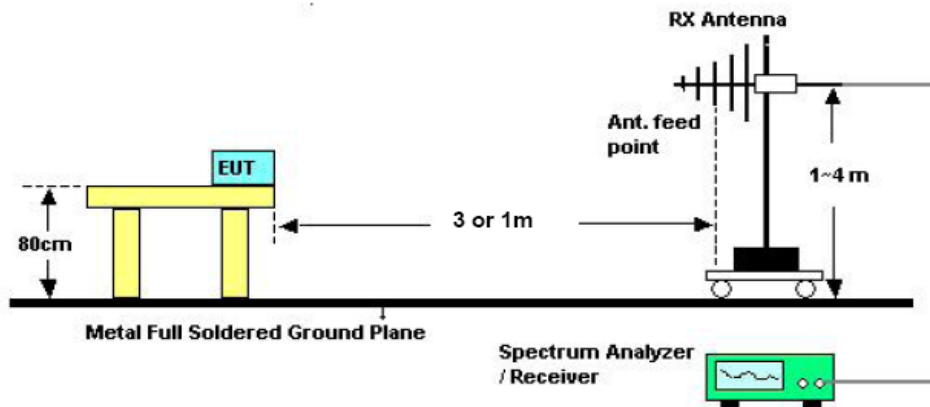 RX Antenna
Ant. feed
point
EUT
1~4 m
3 or 1m
80cm
Metal Full Soldered Ground Plane
Spectrum Analyzer
/ Receiver